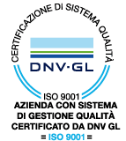 CERTIFICAZIONE DI SISTEMA QUALITÀ
DNV·GL
ISO 9001
AZIENDA CON SISTEMA
DI GESTIONE QUALITÀ
CERTIFICATO DA DNV GL
= ISO 9001 =